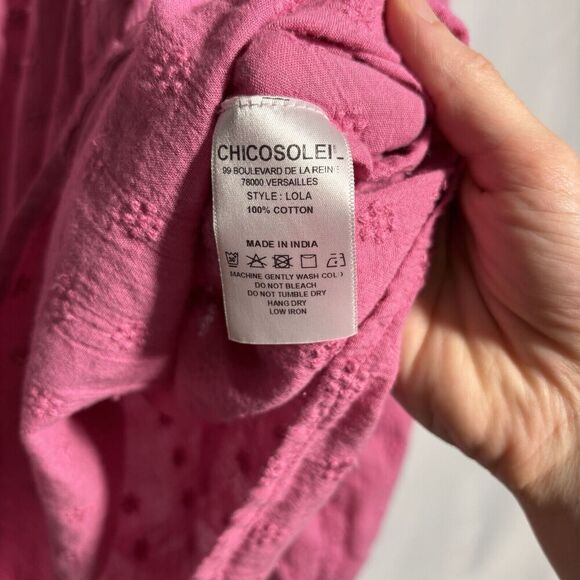 CHICOSOLEIL
99 BOULEVARD DE LA REINE
78000 VERSAILLES
STYLE : LOLA
100% COTTON
MADE IN INDIA
MACHINE GENTLY WASH COLD
DO NOT BLEACH
DO NOT TUMBLE DRY
HANG DRY
LOW IRON